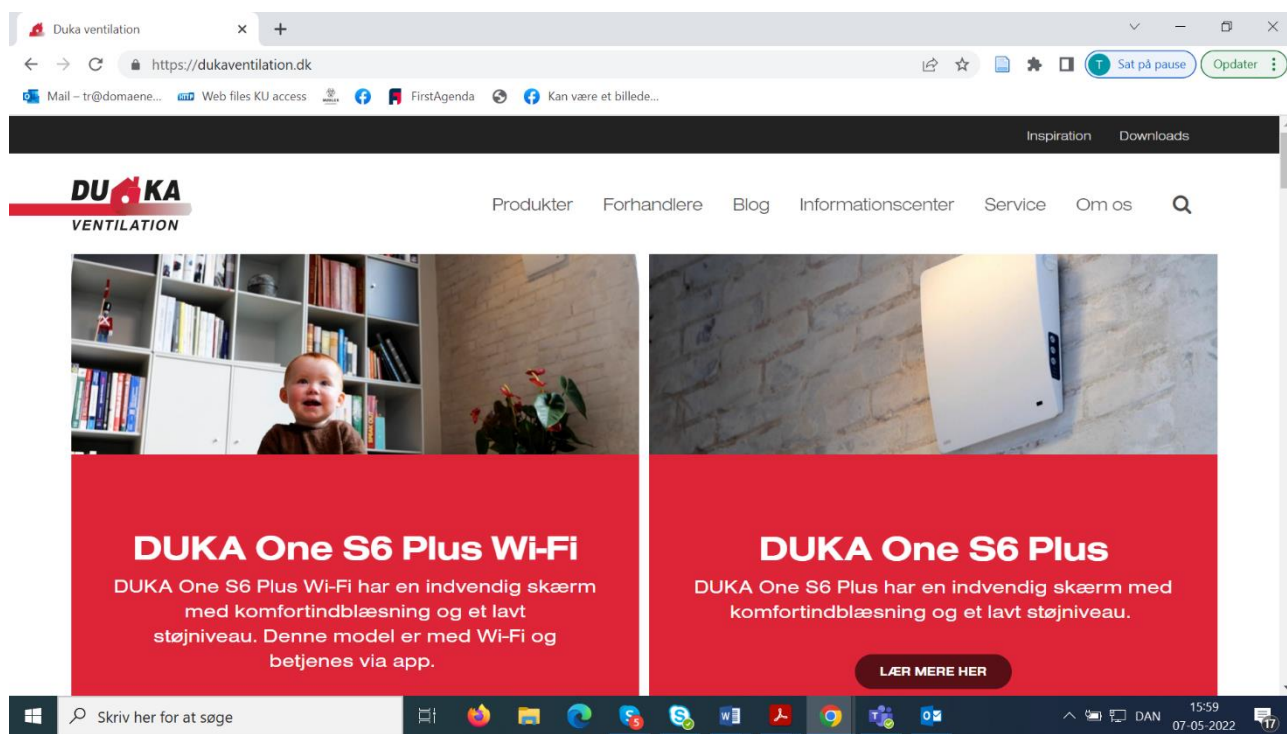 Duka ventilation
https://dukaventilation.dk
Sat på pause
Opdater
Mail – tr@domaene...
Web files KU access
FirstAgenda
Kan være et billede...
Inspiration Downloads
DUKA
VENTILATION
Produkter Forhandlere Blog Informationscenter Service Om os
DUKA One S6 Plus Wi-Fi
DUKA One S6 Plus Wi-Fi har en indvendig skærm
med komfortindblæsning og et lavt
støjniveau. Denne model er med Wi-Fi og
betjenes via app.
DUKA One S6 Plus
DUKA One S6 Plus har en indvendig skærm med
komfortindblæsning og et lavt støjniveau.
LÆR MERE HER
Skriv her for at søge
DAN
15:59
07-05-2022
17